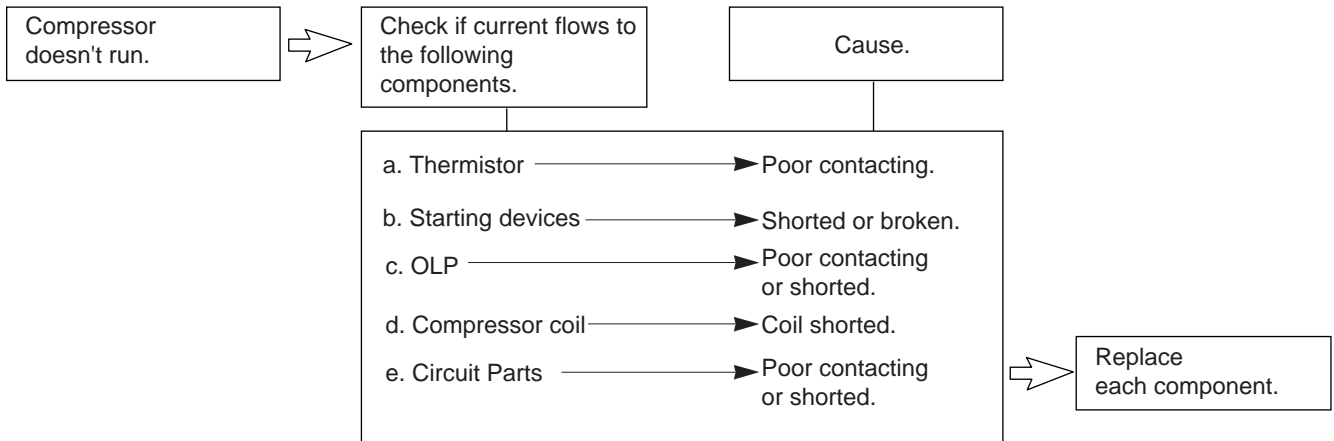 Compressor
doesn't run.
Check if current flows to
the following
components.
Cause.
a. Thermistor
Poor contacting.
b. Starting devices
Shorted or broken.
c. OLP
Poor contacting
or shorted.
d. Compressor coil
Coil shorted.
e. Circuit Parts
Poor contacting
or shorted.
Replace
each component.